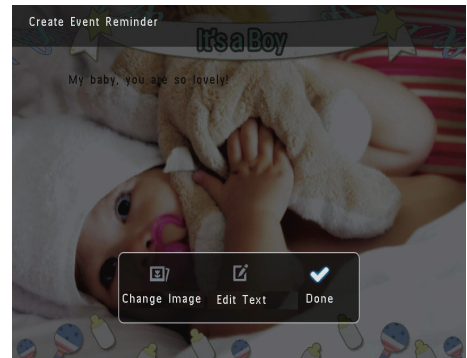 Create Event Reminder
It's a Boy
My baby, you are so lovely!
Change Image Edit Text Done